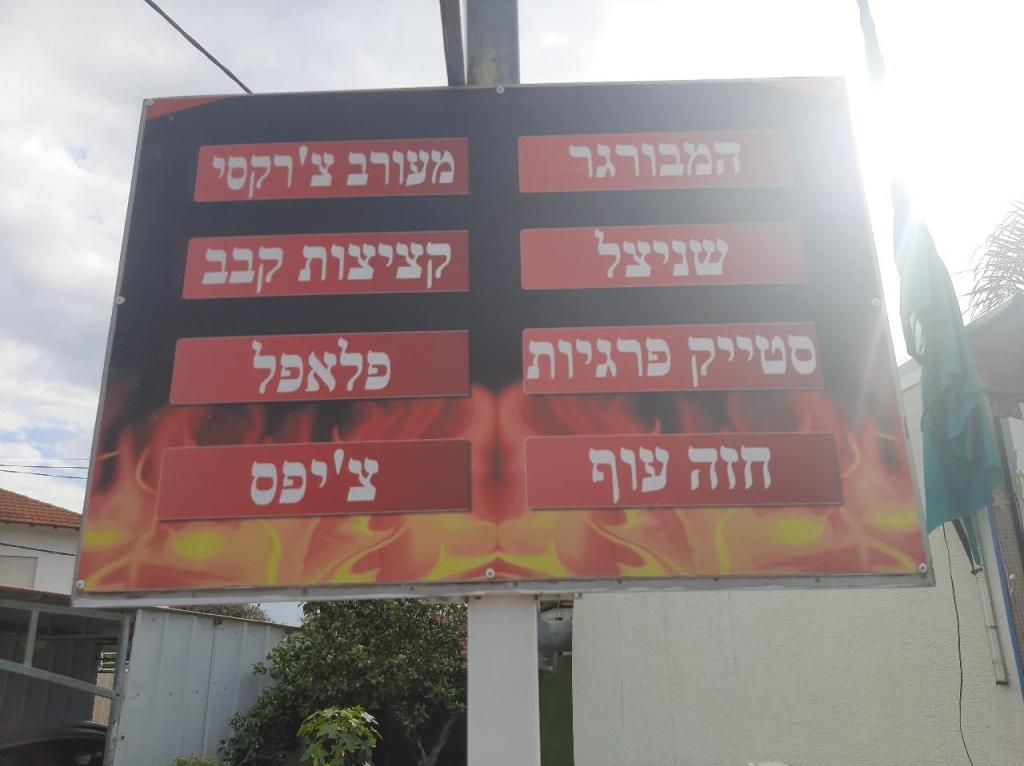 המבורגר
שניצל
סטייק פרגיות
חזה עוף
מעורב צ'רקסי
קציצות קבב
פלאפל
צ'יפס